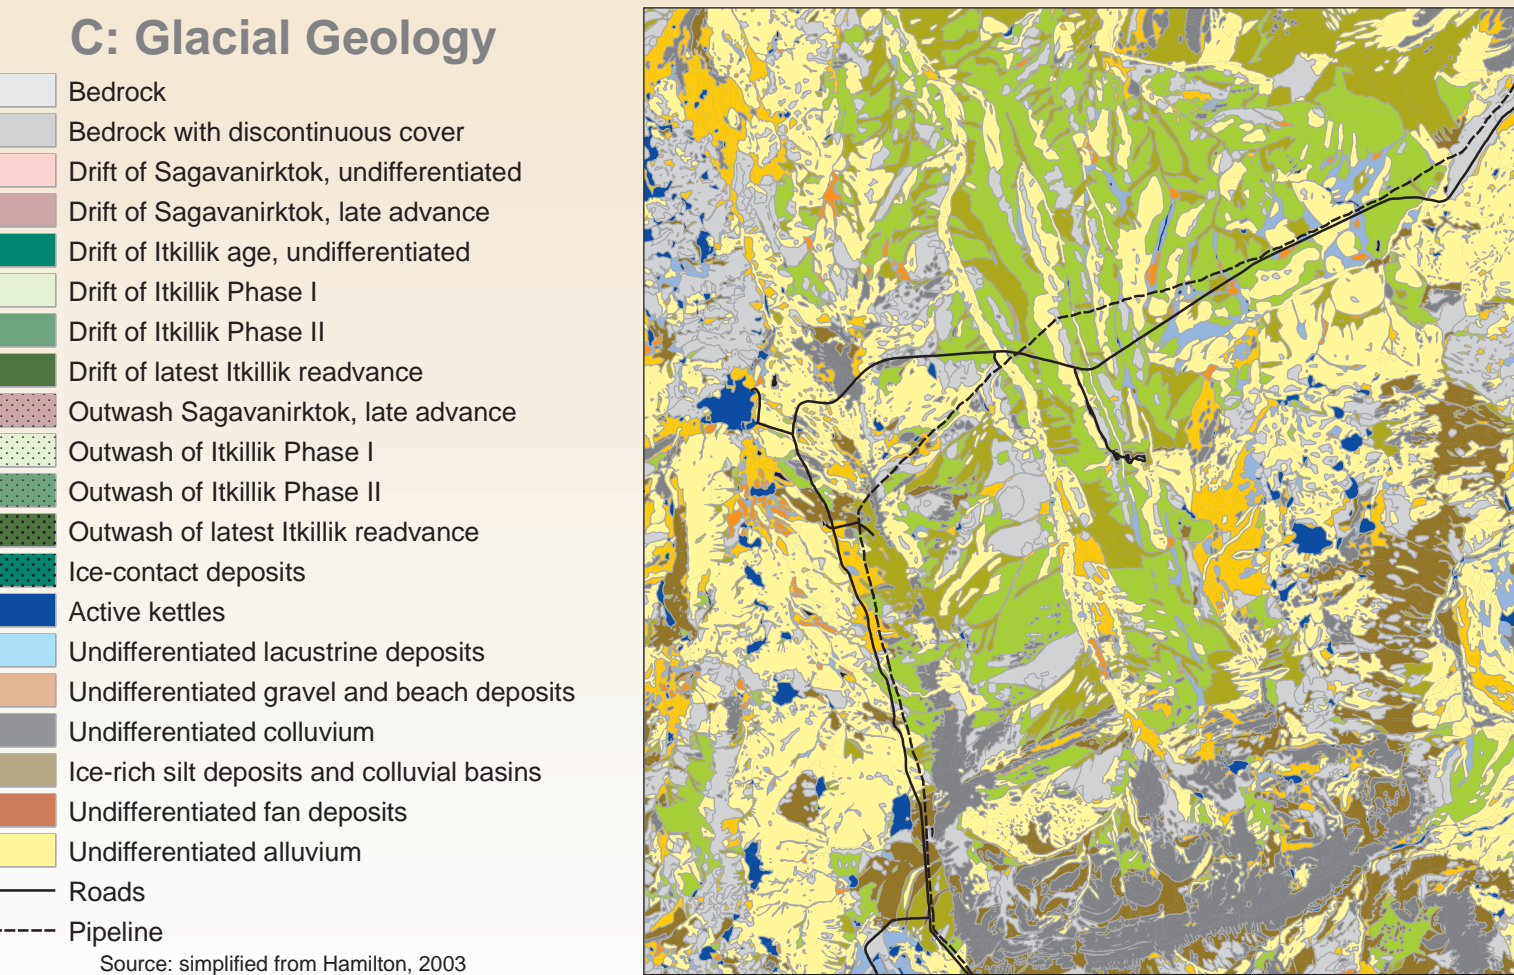 C: Glacial Geology
Bedrock
Bedrock with discontinuous cover
Drift of Sagavanirktok, undifferentiated
Drift of Sagavanirktok, late advance
Drift of Itkillik age, undifferentiated
Drift of Itkillik Phase I
Drift of Itkillik Phase II
Drift of latest Itkillik readvance
Outwash Sagavanirktok, late advance
Outwash of Itkillik Phase I
Outwash of Itkillik Phase II
Outwash of latest Itkillik readvance
Ice-contact deposits
Active kettles
Undifferentiated lacustrine deposits
Undifferentiated gravel and beach deposits
Undifferentiated colluvium
Ice-rich silt deposits and colluvial basins
Undifferentiated fan deposits
Undifferentiated alluvium
Roads
Pipeline
Source: simplified from Hamilton, 2003